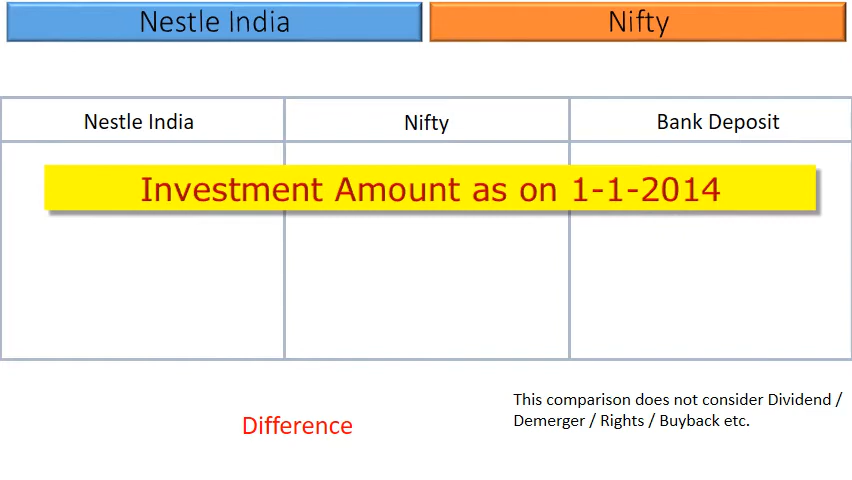 Nestle India
Nifty
Nestle India
Nifty
Bank Deposit
Investment Amount as on 1-1-2014
This comparison does not consider Dividend /
Demerger / Rights / Buyback etc.
Difference